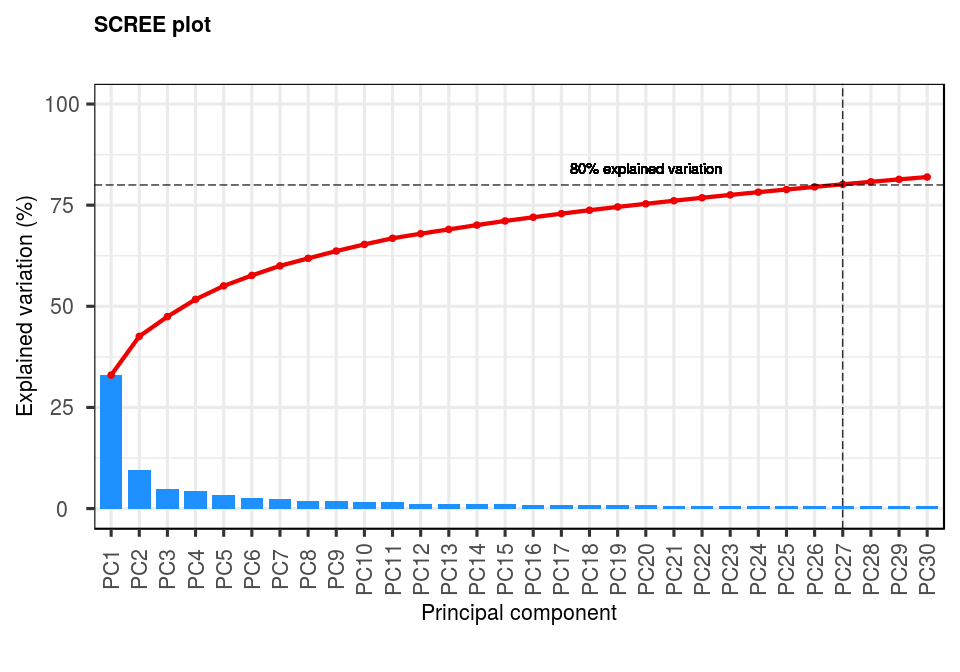 SCREE plot
100
75
50
25
0
Explained variation (%)
80% explained variation
PC1
PC2
PC3
PC4
PC5
PC6
PC7
PC8
PC9
PC10
PC11
PC12
PC13
PC14
PC15
PC16
PC17
PC18
PC19
PC20
PC21
PC22
PC23
PC24
PC25
PC26
PC27
PC28
PC29
PC30
Principal component